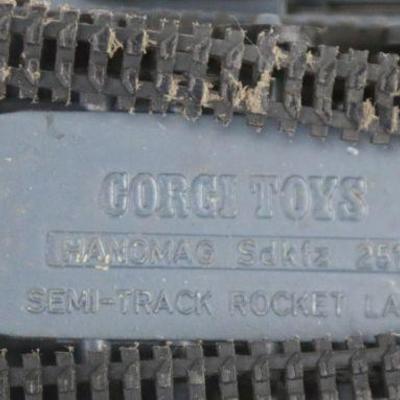 CORGI TOYS
HANOMAG Sdkfz 251
SEMI-TRACK ROCKET LA